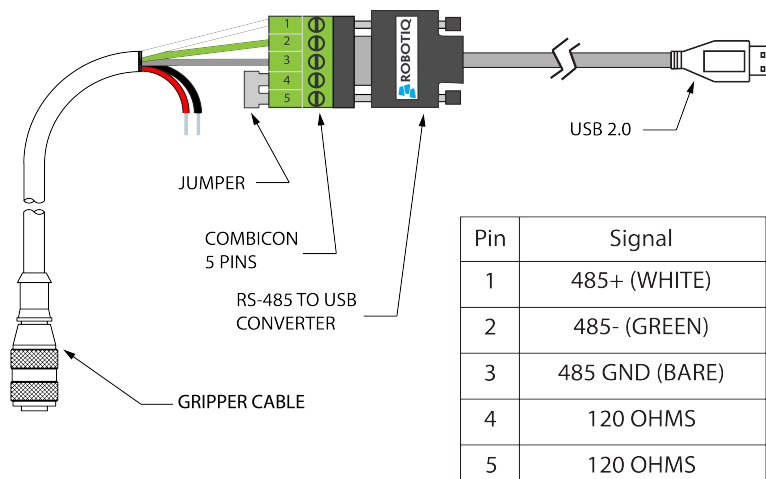 1
2
3
4
5
ROBOTIQ
USB 2.0
JUMPER
COMBICON
5 PINS
RS-485 TO USB
CONVERTER
GRIPPER CABLE
Pin Signal
1 485+ (WHITE)
2 485- (GREEN)
3 485 GND (BARE)
4 120 OHMS
5 120 OHMS